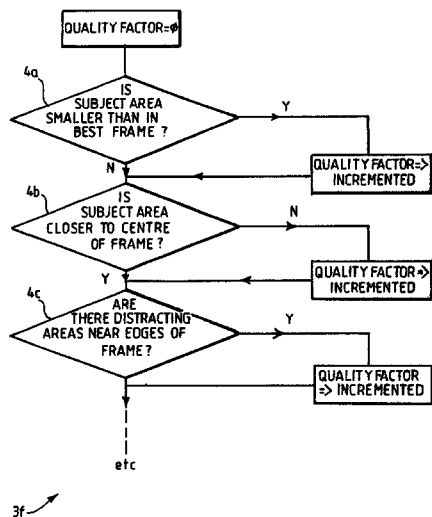 QUALITY FACTOR=ϕ
4a
IS
SUBJECT AREA
SMALLER THAN IN
BEST FRAME ?
Y
N
QUALITY FACTOR=>
INCREMENTED
4b
IS
SUBJECT AREA
CLOSER TO CENTRE
OF FRAME?
N
Y
QUALITY FACTOR=>
INCREMENTED
4c
ARE
THERE DISTRACTING
AREAS NEAR EDGES OF
FRAME?
Y
QUALITY FACTOR
=> INCREMENTED
etc
3f